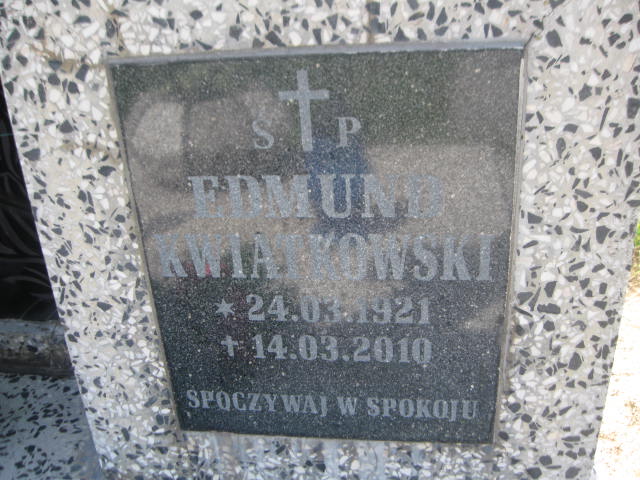 S P
EDMUND
KWIATKOWSKI
* 24.03.1921
✝ 14.03.2010
SPOCZYWAJ W SPOKOJU